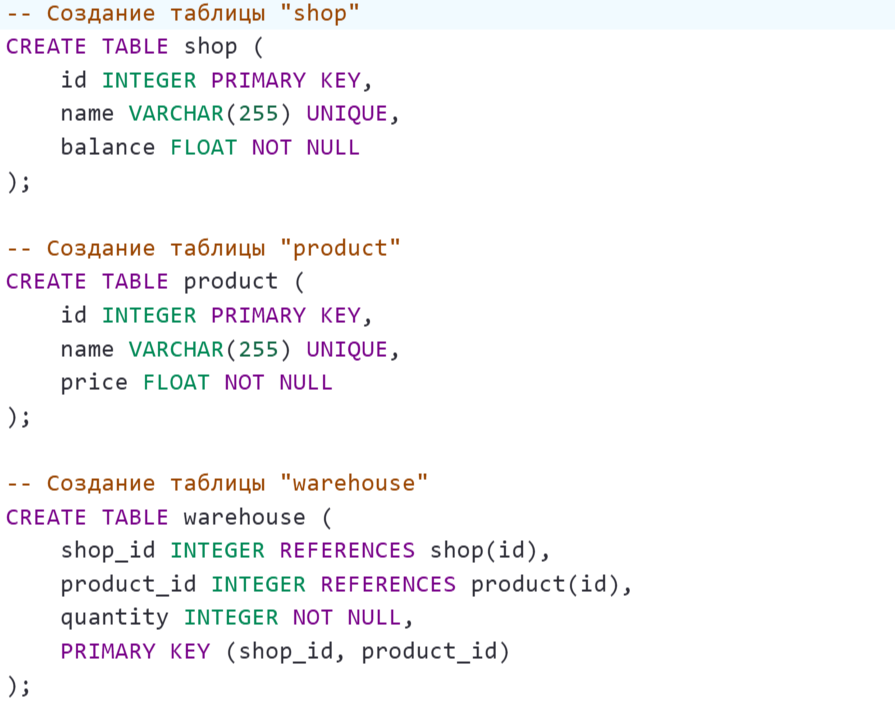 -- Создание таблицы "shop"
CREATE TABLE shop (
    id INTEGER PRIMARY KEY,
    name VARCHAR(255) UNIQUE,
    balance FLOAT NOT NULL
);

-- Создание таблицы "product"
CREATE TABLE product (
    id INTEGER PRIMARY KEY,
    name VARCHAR(255) UNIQUE,
    price FLOAT NOT NULL
);

-- Создание таблицы "warehouse"
CREATE TABLE warehouse (
    shop_id INTEGER REFERENCES shop(id),
    product_id INTEGER REFERENCES product(id),
    quantity INTEGER NOT NULL,
    PRIMARY KEY (shop_id, product_id)
);